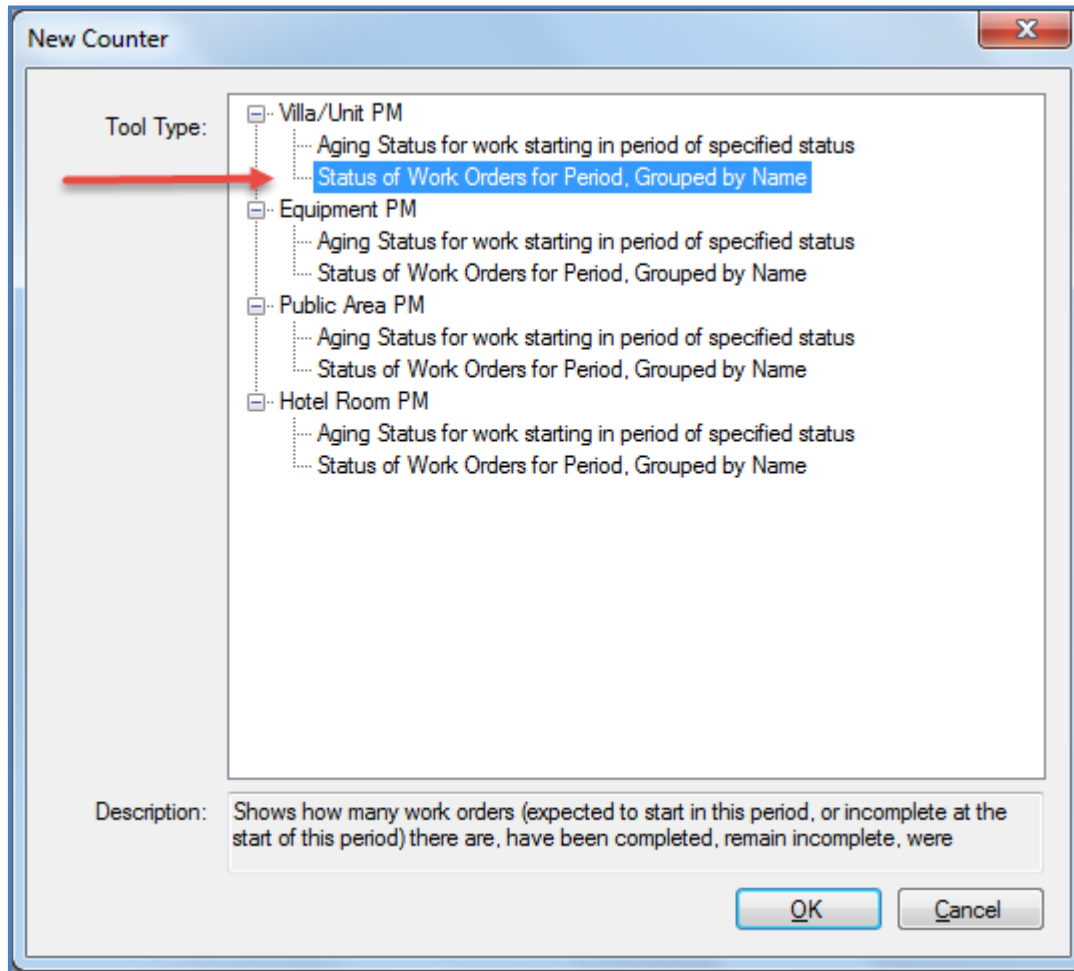 New Counter
Tool Type:
Villa/Unit PM
Aging Status for work starting in period of specified status
Status of Work Orders for Period, Grouped by Name
Equipment PM
Aging Status for work starting in period of specified status
Status of Work Orders for Period, Grouped by Name
Public Area PM
Aging Status for work starting in period of specified status
Status of Work Orders for Period, Grouped by Name
Hotel Room PM
Aging Status for work starting in period of specified status
Status of Work Orders for Period, Grouped by Name
Description:
Shows how many work orders (expected to start in this period, or incomplete at the
start of this period) there are, have been completed, remain incomplete, were
OK
Cancel